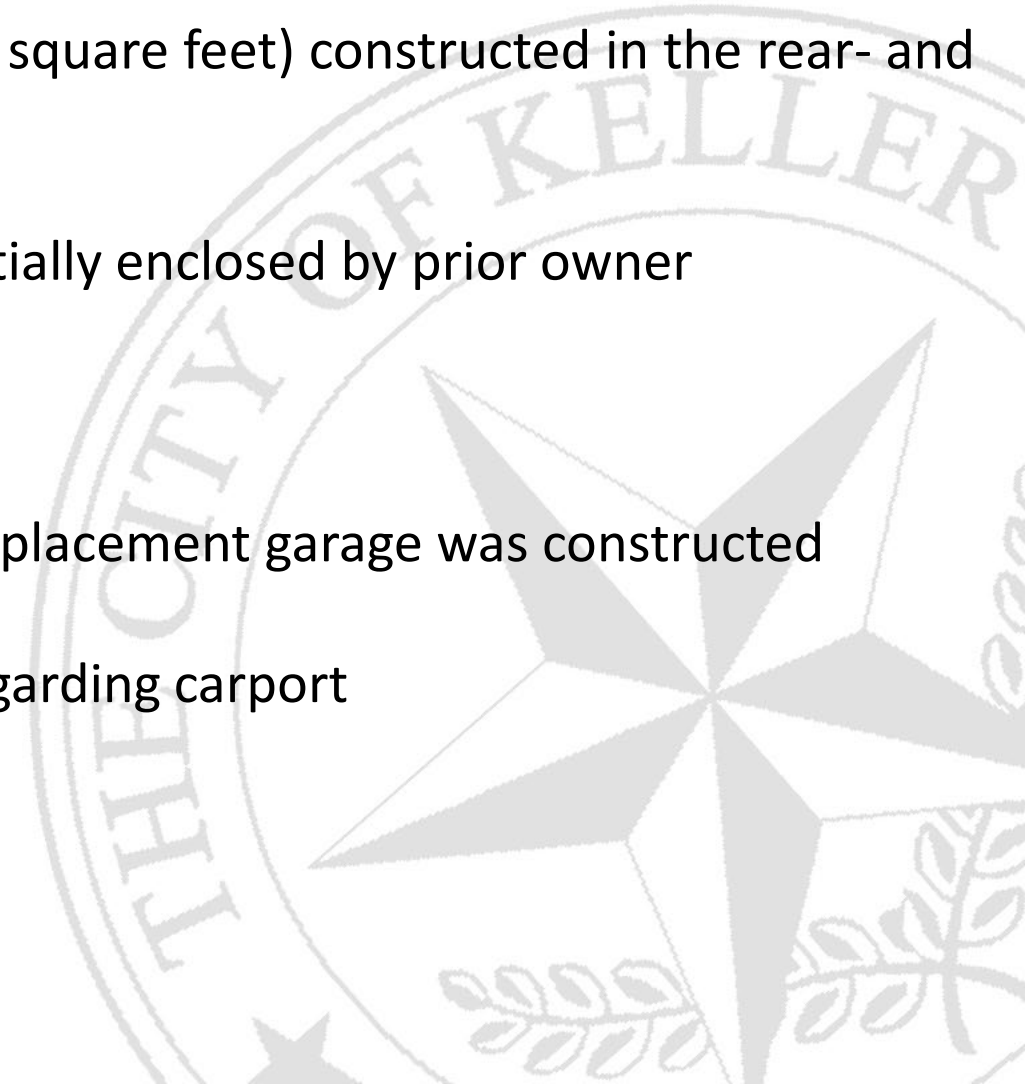 square feet) constructed in the rear- and
tially enclosed by prior owner
placement garage was constructed
garding carport
THE CITY OF KELLER